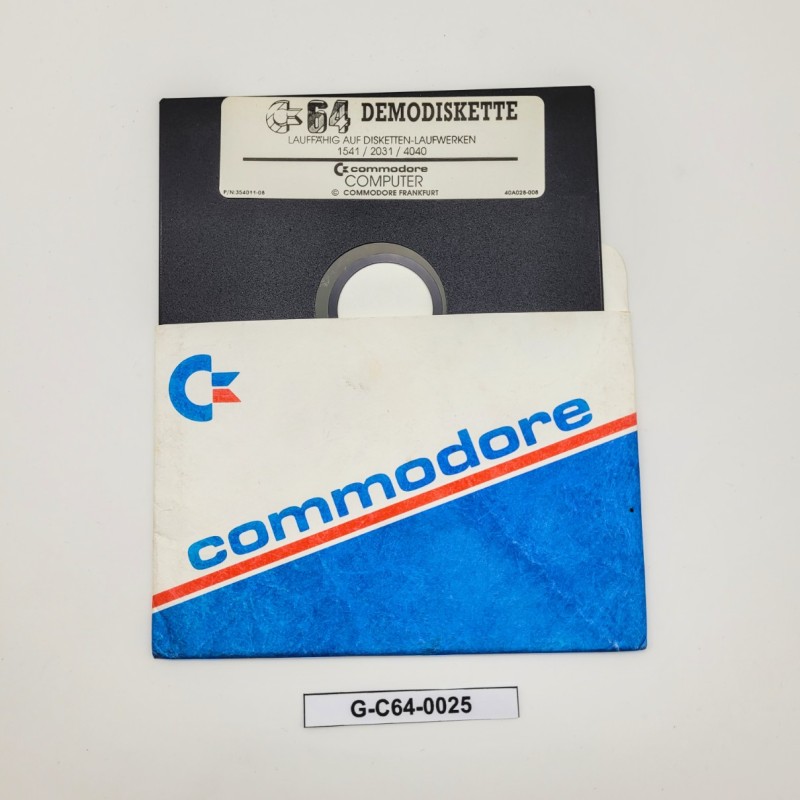 C= 64 DEMODISKETTE
LAUFFÄHIG AUF DISKETTEN-LAUFWERKEN
1541 / 2031 / 4040
commodore
COMPUTER
P/N:354011-08 © COMMODORE FRANKFURT 40A028-008
commodore
G-C64-0025